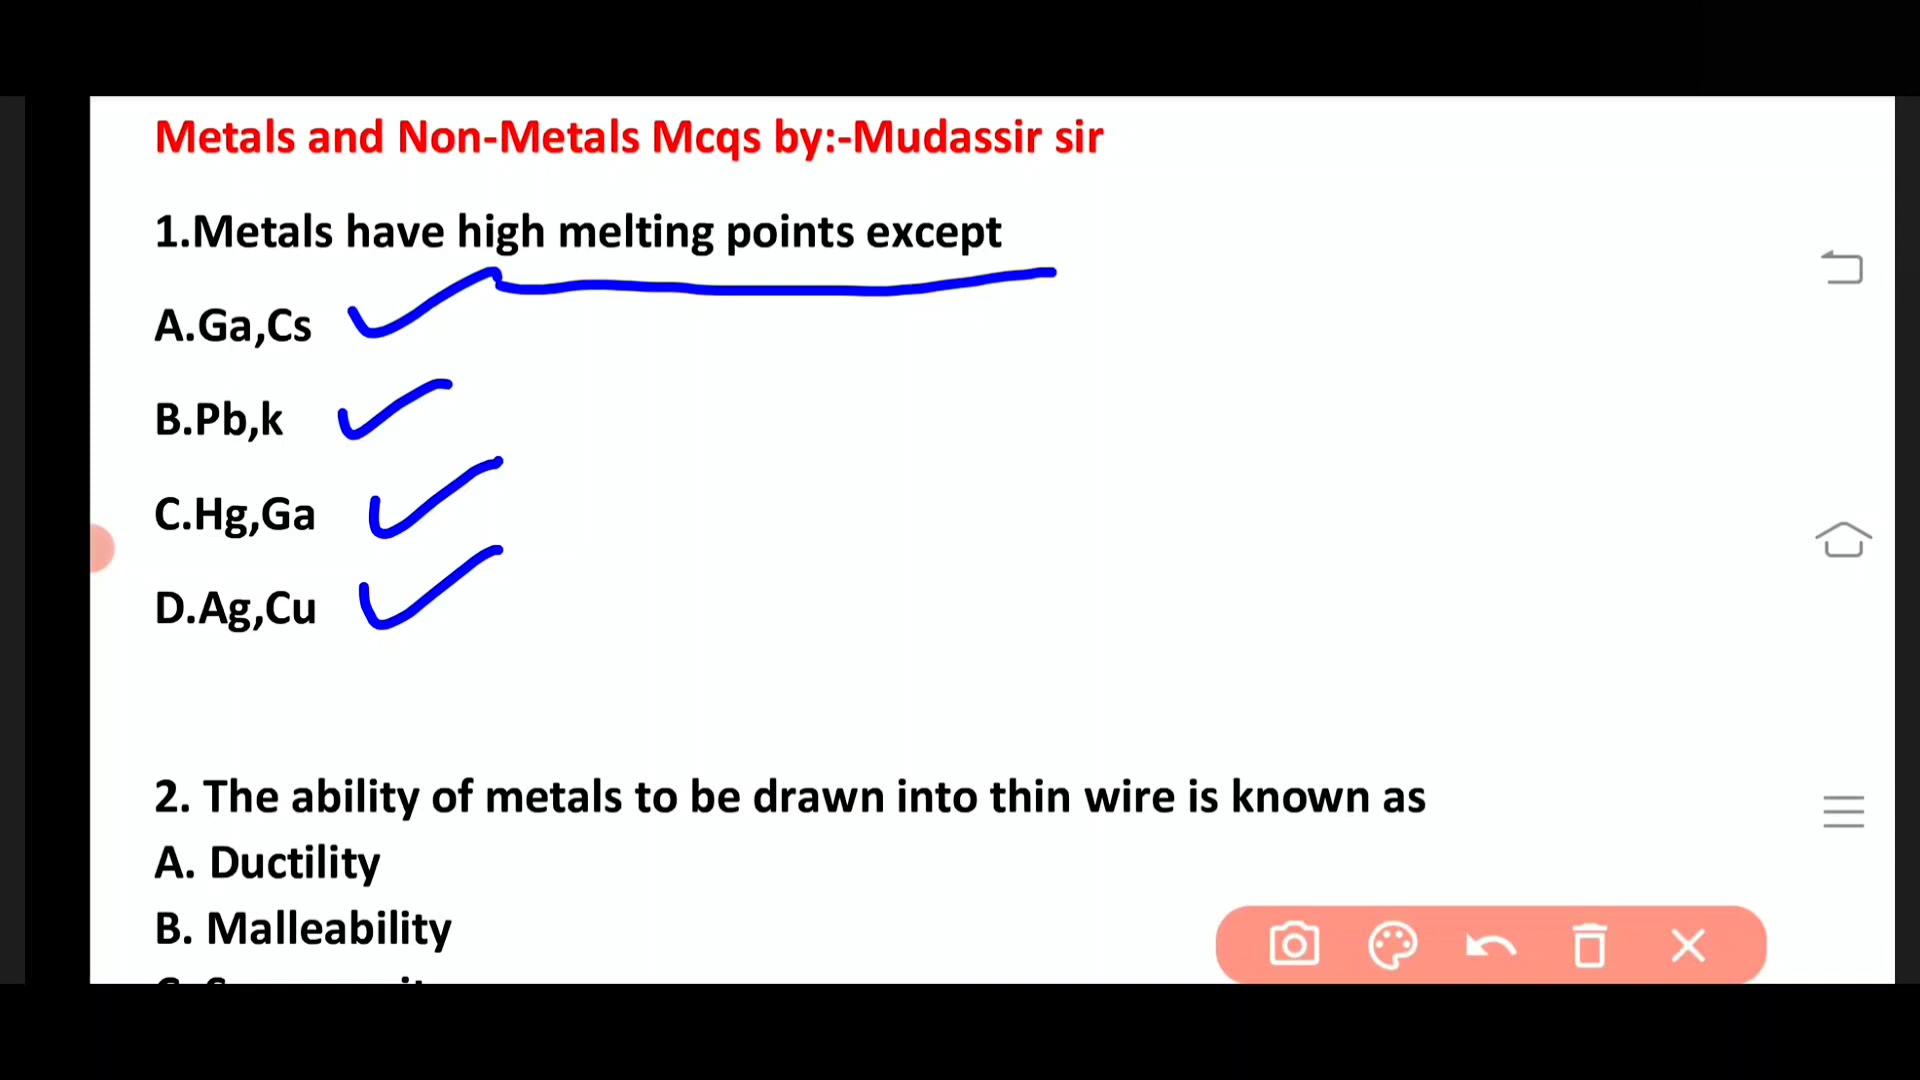 Metals and Non-Metals Mcqs by:-Mudassir sir
1.Metals have high melting points except
A.Ga,Cs
B.Pb,k
C.Hg,Ga
D.Ag,Cu
2. The ability of metals to be drawn into thin wire is known as
A. Ductility
B. Malleability